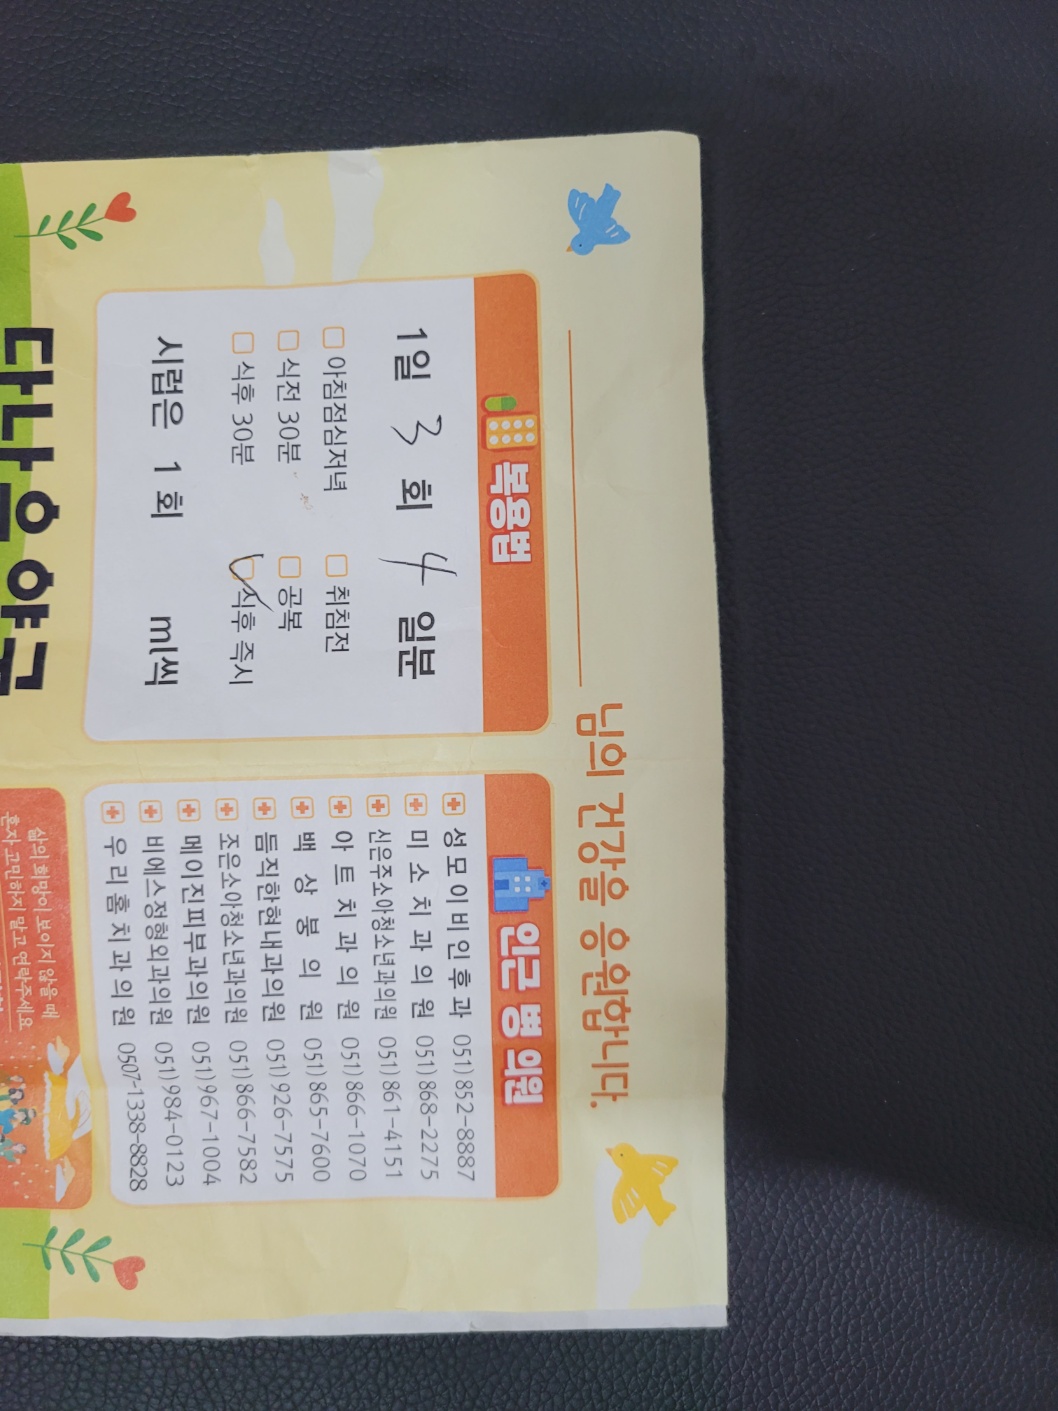 님의 건강을 응원합니다.
복용법
1일 3 회 4 일분
아침점심저녁 취침전
식전 30분 공복
식후 30분 식후 즉시
시럽은 1 회 ml씩
인근 병 의원
성모이비인후과 051)852-8887
미소치과의원 051)868-2275
신은주소아청소년과의원 051)861-4151
아트치과의원 051)866-1070
백상붕의원 051)865-7600
듬직한현내과의원 051)926-7575
조은소아청소년과의원 051)866-7582
메이진피부과의원 051)967-1004
비에스정형외과의원 051)984-0123
우리홈치과의원 0507-1338-8828
다나을약국
삶의 희망이 보이지 않을 때
혼자 고민하지 말고 연락주세요